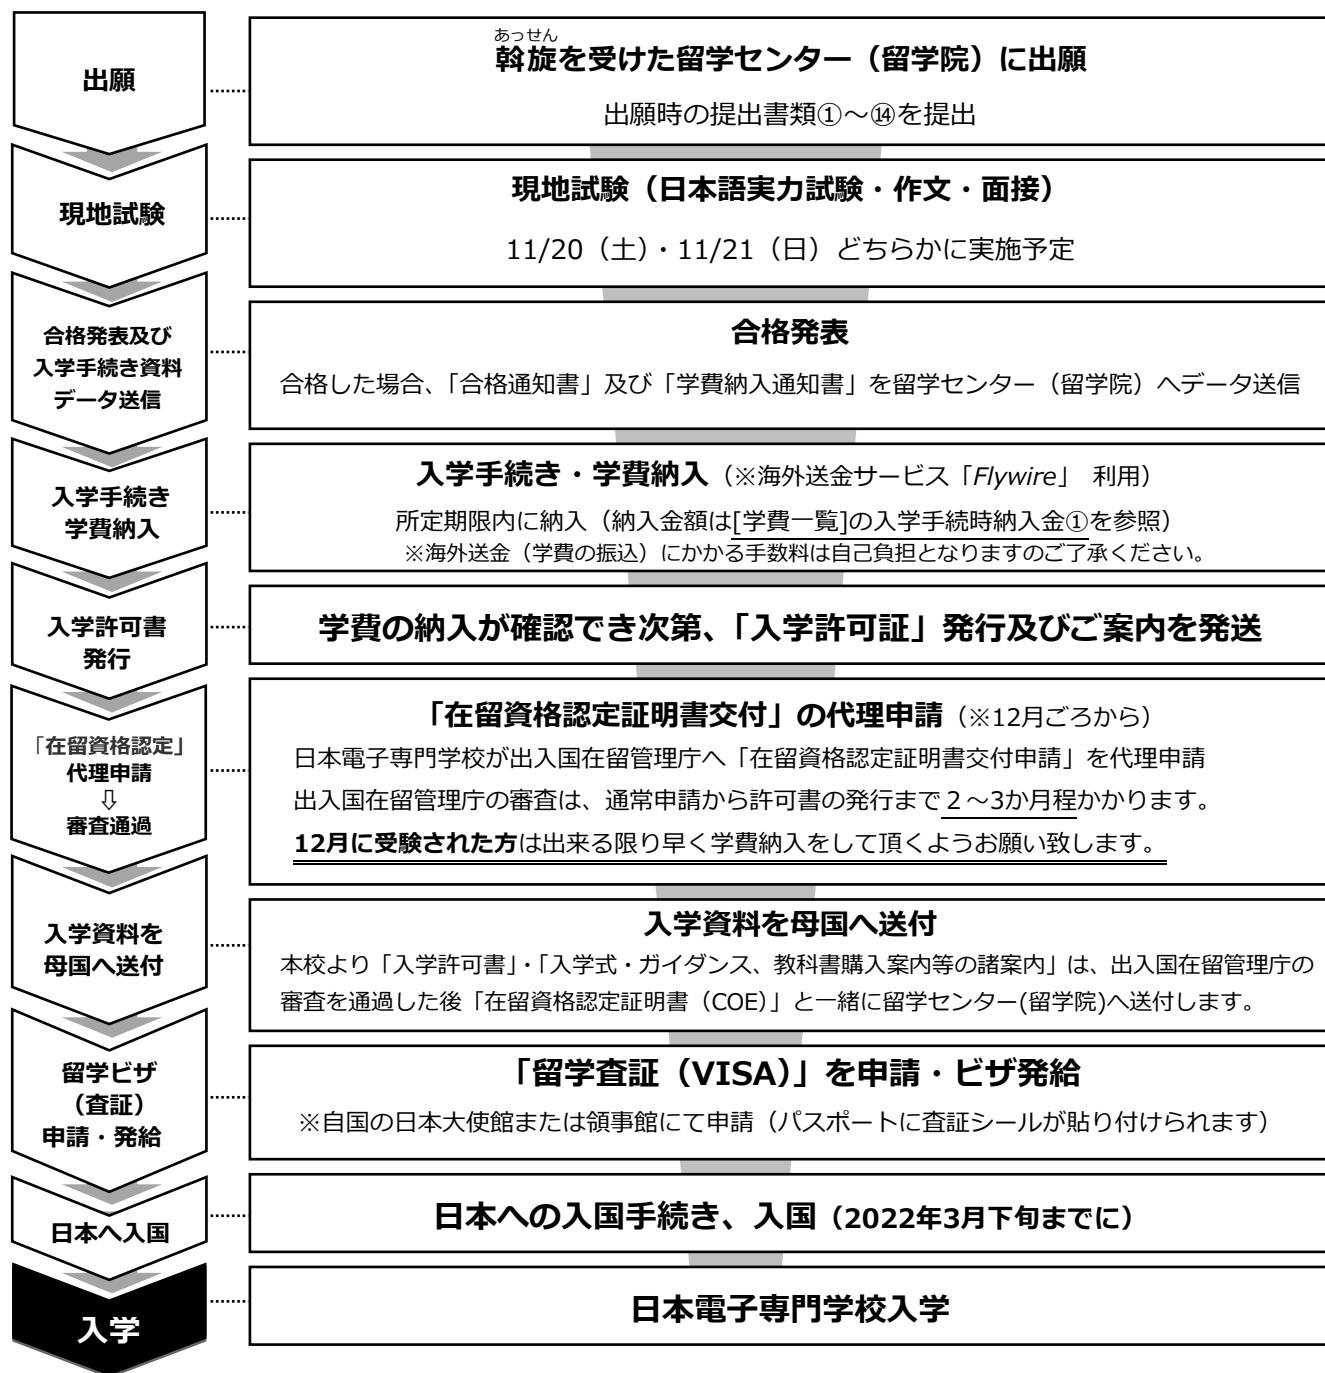 出願
あっせん
斡旋を受けた留学センター（留学院）に出願
出願時の提出書類①～⑭を提出
現地試験
現地試験（日本語実力試験・作文・面接）
11/20（土）・11/21（日）どちらかに実施予定
合格発表及び
入学手続き資料
データ送信
合格発表
合格した場合、「合格通知書」及び「学費納入通知書」を留学センター（留学院）へデータ送信
入学手続き
学費納入
入学手続き・学費納入（※海外送金サービス「Flywire」 利用）
所定期限内に納入（納入金額は[学費一覧]の入学手続時納入金①を参照）
※海外送金（学費の振込）にかかる手数料は自己負担となりますのご了承ください。
入学許可書
発行
学費の納入が確認でき次第、「入学許可証」発行及びご案内を発送
「在留資格認定」
代理申請
⇩
審査通過
「在留資格認定証明書交付」の代理申請（※12月ごろから）
日本電子専門学校が出入国在留管理庁へ「在留資格認定証明書交付申請」を代理申請
出入国在留管理庁の審査は、通常申請から許可書の発行まで２～3か月程かかります。
12月に受験された方は出来る限り早く学費納入をして頂くようお願い致します。
入学資料を
母国へ送付
入学資料を母国へ送付
本校より「入学許可書」・「入学式・ガイダンス、教科書購入案内等の諸案内」は、出入国在留管理庁の
審査を通過した後「在留資格認定証明書（COE）」と一緒に留学センター(留学院)へ送付します。
留学ビザ
（査証）
申請・発給
「留学査証（VISA）」を申請・ビザ発給
※自国の日本大使館または領事館にて申請（パスポートに査証シールが貼り付けられます）
日本へ入国
日本への入国手続き、入国（2022年3月下旬までに）
入学
日本電子専門学校入学